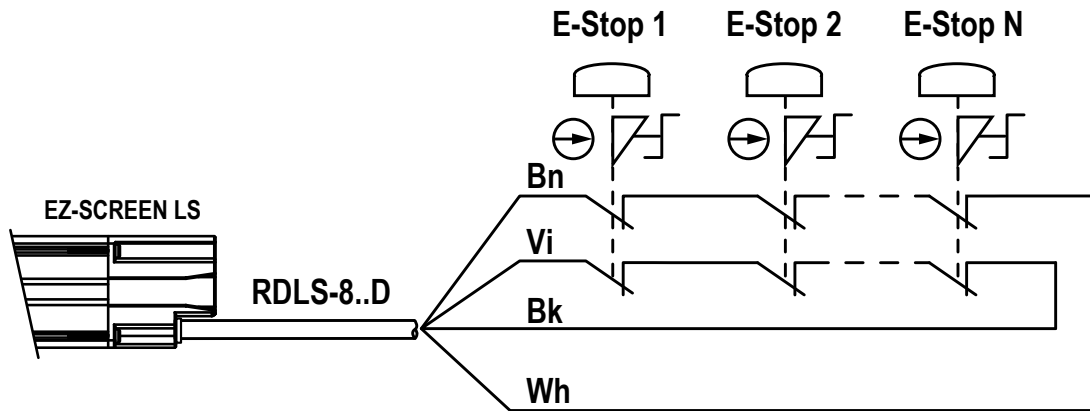 E-Stop 1 E-Stop 2 E-Stop N
Bn
EZ-SCREEN LS
Vi
RDLS-8..D
Bk
Wh